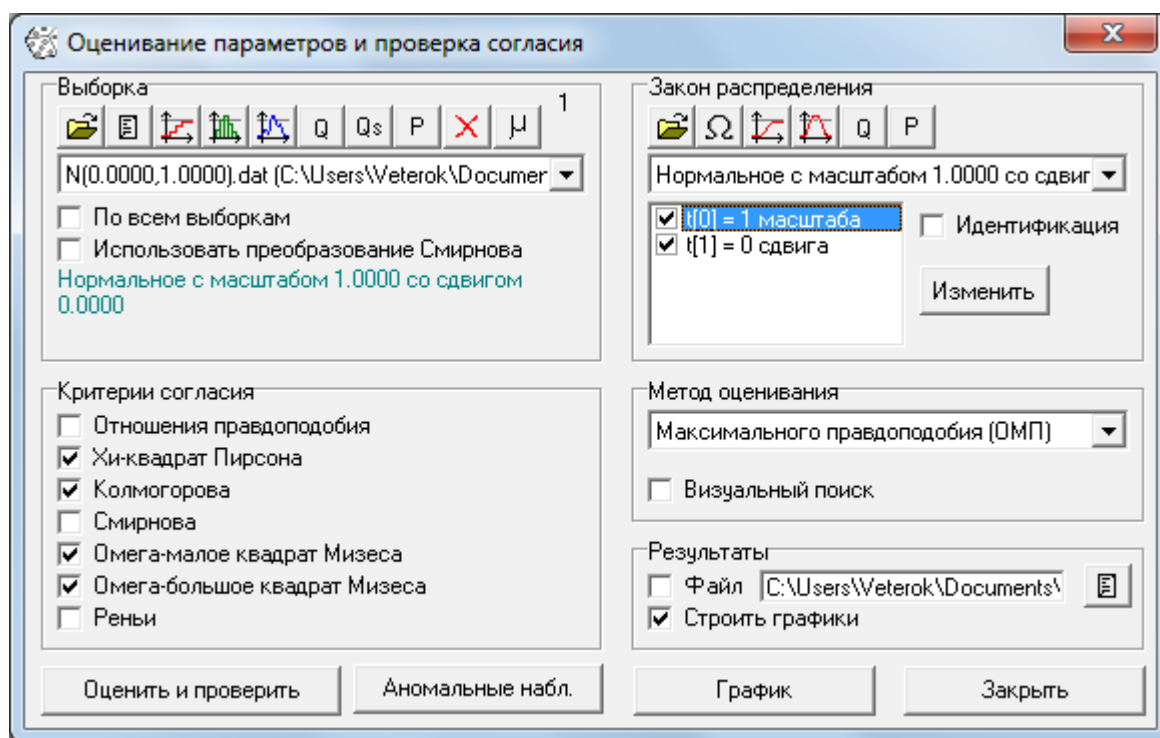 Оценивание параметров и проверка согласия
Выборка
1
Q Qs P µ
N(0.0000,1.0000).dat (C:\Users\Veterok\Documer
По всем выборкам
Использовать преобразование Смирнова
Нормальное с масштабом 1.0000 со сдвигом
0.0000
Закон распределения
Ω Q P
Нормальное с масштабом 1.0000 со сдвиг
t[0] = 1 масштаба
t[1] = 0 сдвига
Идентификация
Изменить
Критерии согласия
Отношения правдоподобия
Хи-квадрат Пирсона
Колмогорова
Смирнова
Омега-малое квадрат Мизеса
Омега-большое квадрат Мизеса
Реньи
Метод оценивания
Максимального правдоподобия (ОМП)
Визуальный поиск
Результаты
Файл C:\Users\Veterok\Documents\
Строить графики
Оценить и проверить
Аномальные набл.
График
Закрыть